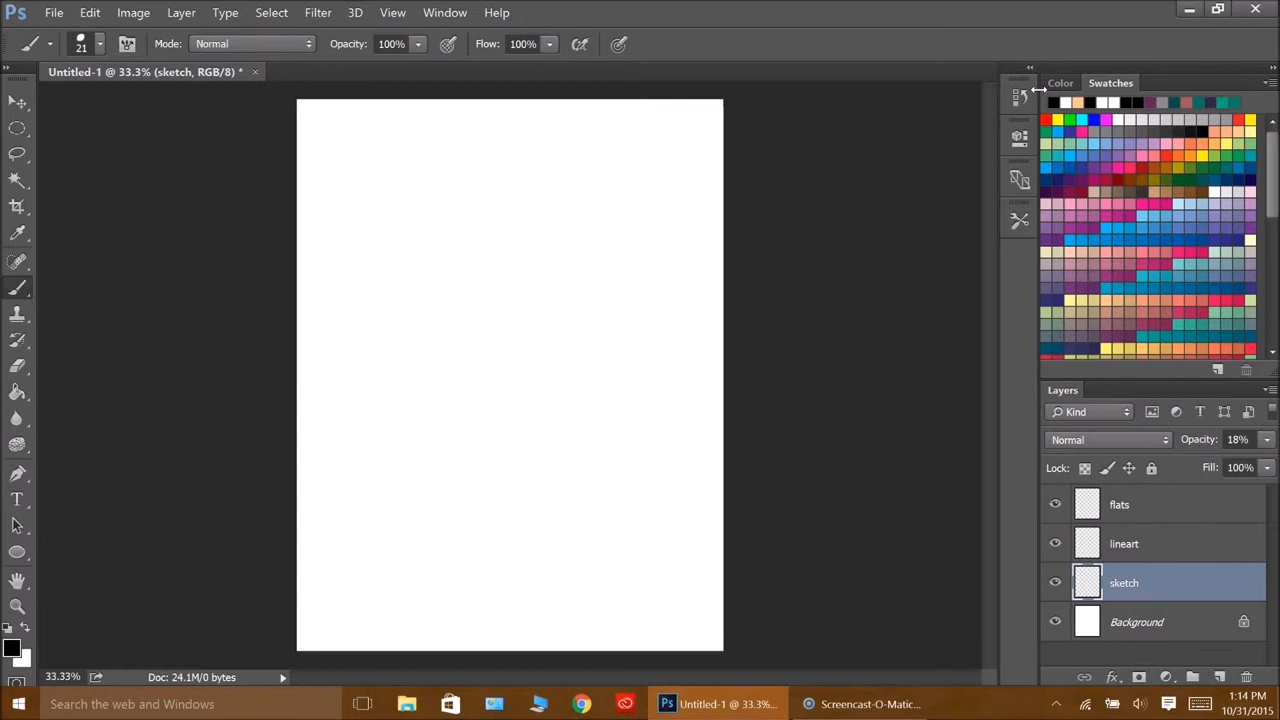 Ps File Edit Image Layer Type Select Filter 3D View Window Help
21 Mode: Normal Opacity: 100% Flow: 100%
Untitled-1 @ 33.3% (sketch, RGB/8) *
Color Swatches
Layers
Kind
Normal Opacity: 18%
Lock: Fill: 100%
flats
lineart
sketch
Background
33.33% Doc: 24.1M/0 bytes
Search the web and Windows Ps Untitled-1 @ 33.3%... Screencast-O-Matic... 1:14 PM
10/31/2015